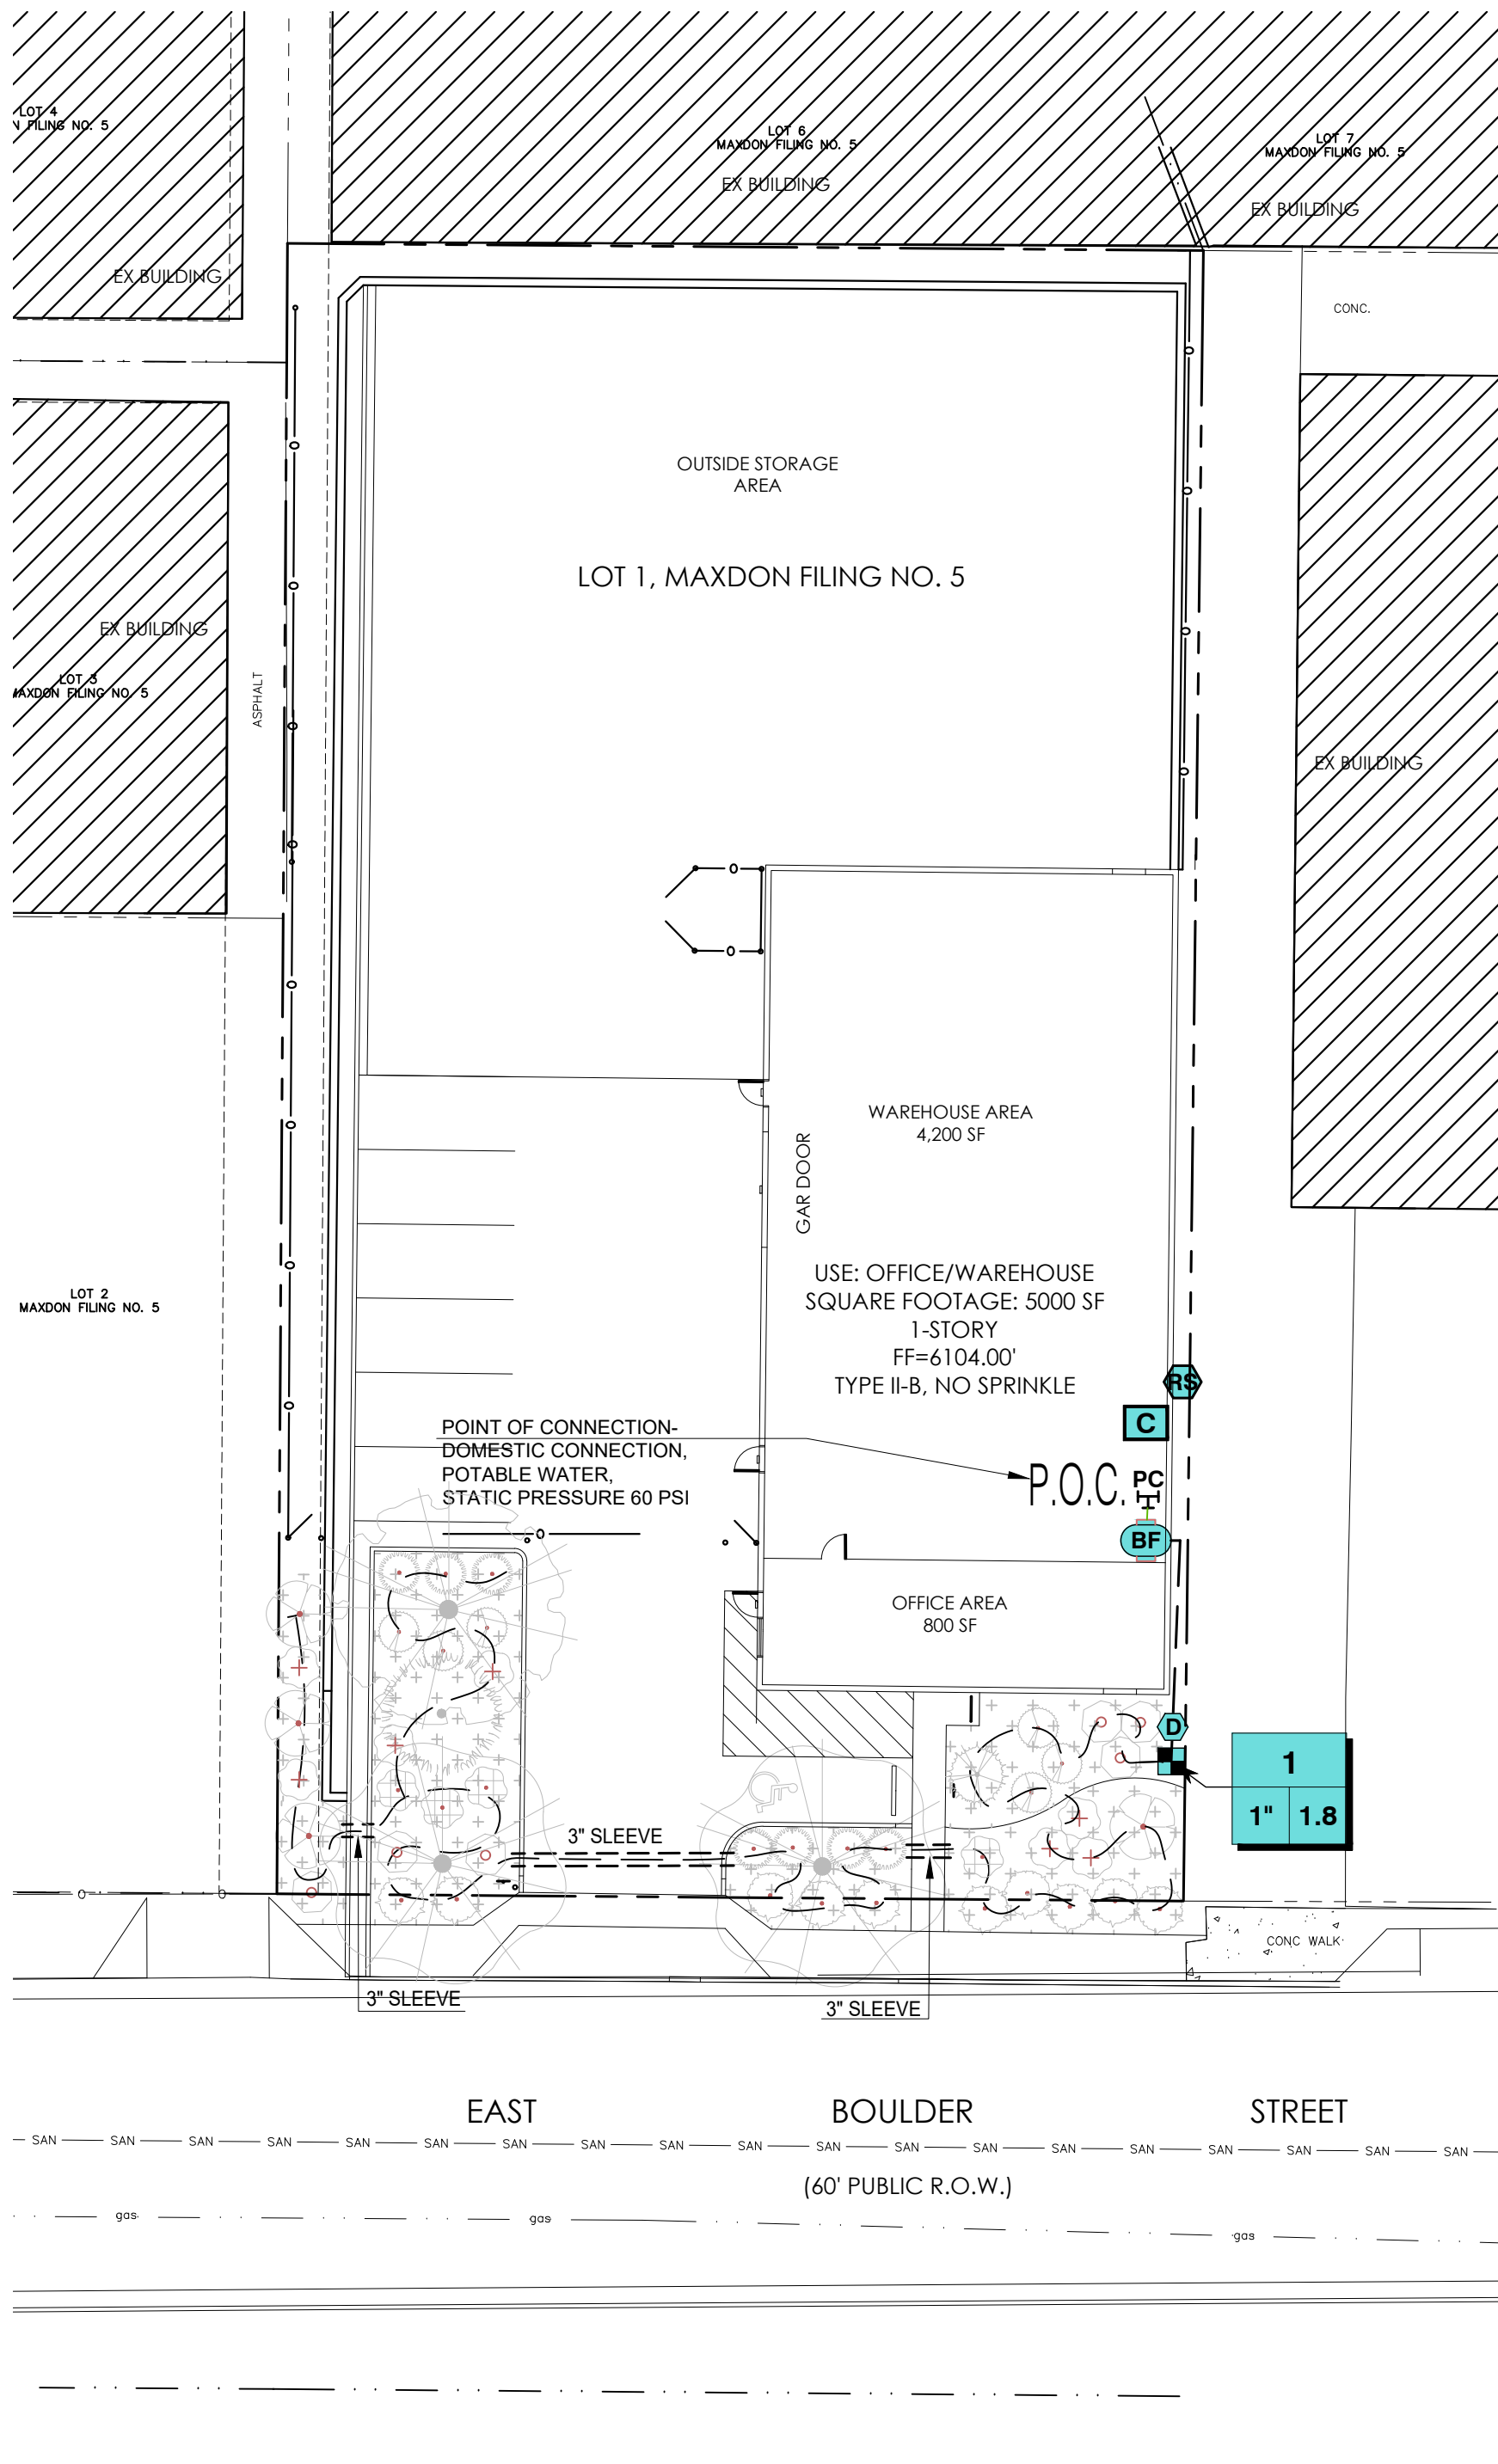 LOT 4
N FILING NO. 5
LOT 6
MAXDON FILING NO. 5
EX BUILDING
LOT 7
MAXDON FILING NO. 5
EX BUILDING
EX BUILDING
CONC.
OUTSIDE STORAGE
AREA
LOT 1, MAXDON FILING NO. 5
EX BUILDING
LOT 3
MAXDON FILING NO. 5
ASPHALT
EX BUILDING
WAREHOUSE AREA
4,200 SF
GAR DOOR
LOT 2
MAXDON FILING NO. 5
USE: OFFICE/WAREHOUSE
SQUARE FOOTAGE: 5000 SF
1-STORY
FF=6104.00'
TYPE II-B, NO SPRINKLE
RS
C
POINT OF CONNECTION-
DOMESTIC CONNECTION,
POTABLE WATER,
STATIC PRESSURE 60 PSI
P.O.C.
PC
BF
OFFICE AREA
800 SF
D
1
1" 1.8
3" SLEEVE
CONC WALK
3" SLEEVE
3" SLEEVE
EAST BOULDER STREET
SAN SAN SAN SAN SAN SAN SAN SAN SAN SAN SAN SAN SAN SAN SAN SAN SAN SAN SAN
(60' PUBLIC R.O.W.)
gas gas gas